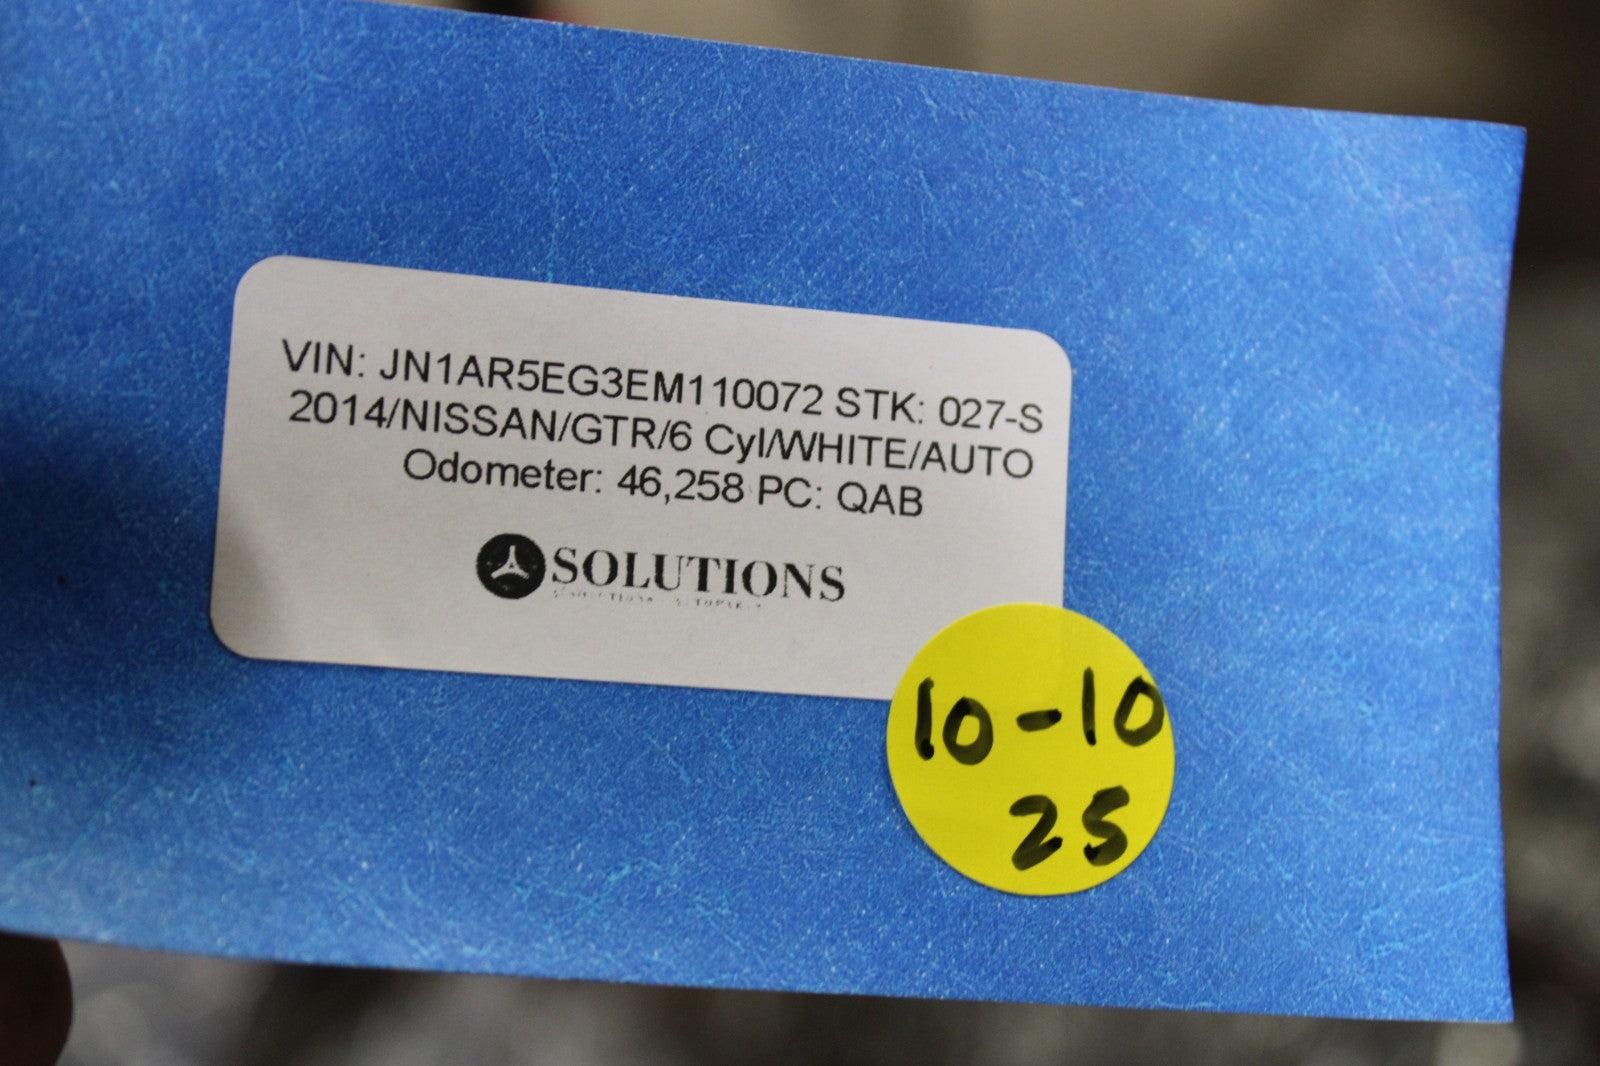 VIN: JN1AR5EG3EM110072 STK: 027-S
2014/NISSAN/GTR/6 Cyl/WHITE/AUTO
Odometer: 46,258 PC: QAB
SOLUTIONS
10-10
25